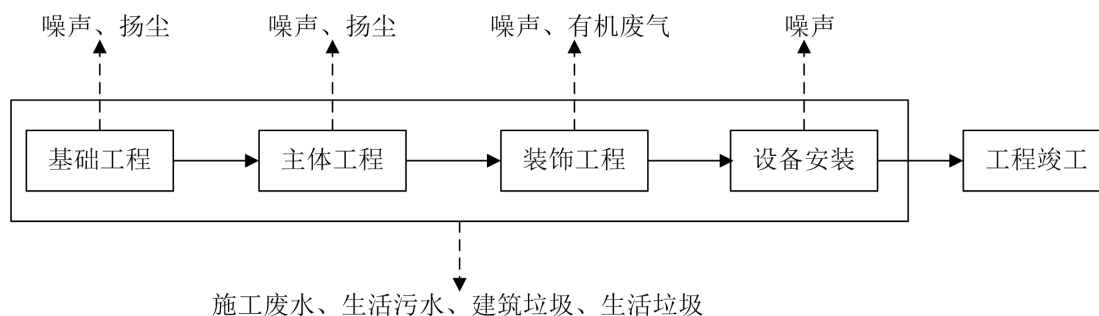 噪声、扬尘
噪声、扬尘
噪声、有机废气
噪声
基础工程
主体工程
装饰工程
设备安装
工程竣工
施工废水、生活污水、建筑垃圾、生活垃圾